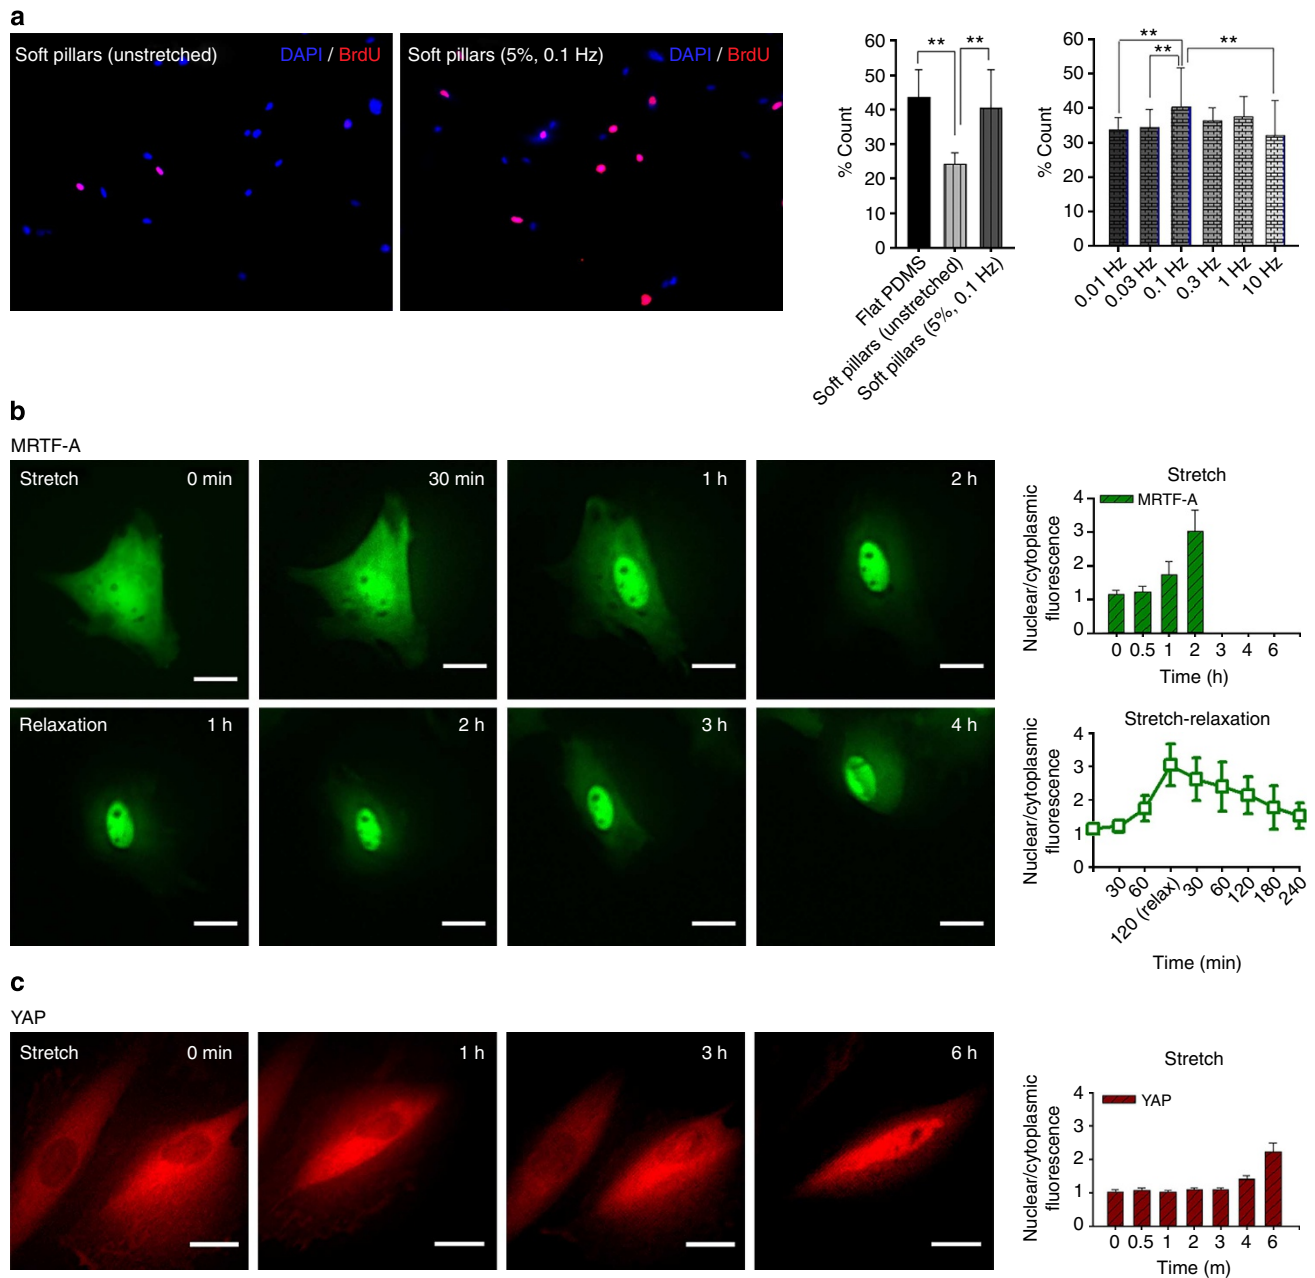 a
Soft pillars (unstretched) DAPI / BrdU
Soft pillars (5%, 0.1 Hz) DAPI / BrdU
60
50
40
30
20
10
0
% Count
** **
Flat PDMS
Soft pillars (unstretched)
Soft pillars (5%, 0.1 Hz)
60
50
40
30
20
10
0
% Count
**
**
**
0.01 Hz
0.03 Hz
0.1 Hz
0.3 Hz
1 Hz
10 Hz
b
MRTF-A
Stretch 0 min
30 min
1 h
2 h
Stretch
MRTF-A
Nuclear/cytoplasmic
fluorescence
4
3
2
1
0
0 0.5 1 2 3 4 6
Time (h)
Relaxation 1 h
2 h
3 h
4 h
Stretch-relaxation
Nuclear/cytoplasmic
fluorescence
4
3
2
1
0
30
60
120 (relax)
30
60
120
180
240
Time (min)
c
YAP
Stretch 0 min
1 h
3 h
6 h
Stretch
YAP
Nuclear/cytoplasmic
fluorescence
4
3
2
1
0
0 0.5 1 2 3 4 6
Time (m)